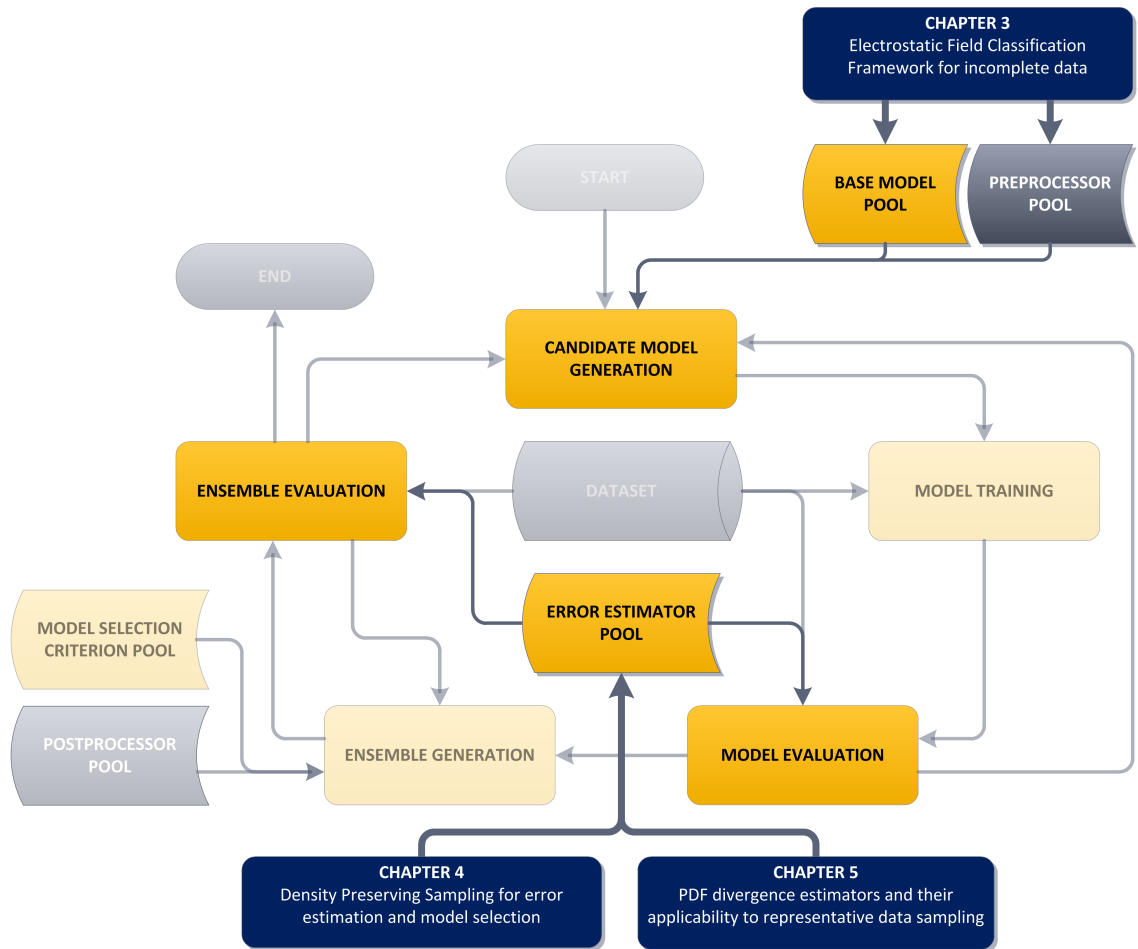 CHAPTER 3
Electrostatic Field Classification
Framework for incomplete data
BASE MODEL
POOL
PREPROCESSOR
POOL
START
END
CANDIDATE MODEL
GENERATION
ENSEMBLE EVALUATION
DATASET
MODEL TRAINING
ERROR ESTIMATOR
POOL
MODEL SELECTION
CRITERION POOL
POSTPROCESSOR
POOL
ENSEMBLE GENERATION
MODEL EVALUATION
CHAPTER 4
Density Preserving Sampling for error
estimation and model selection
CHAPTER 5
PDF divergence estimators and their
applicability to representative data sampling